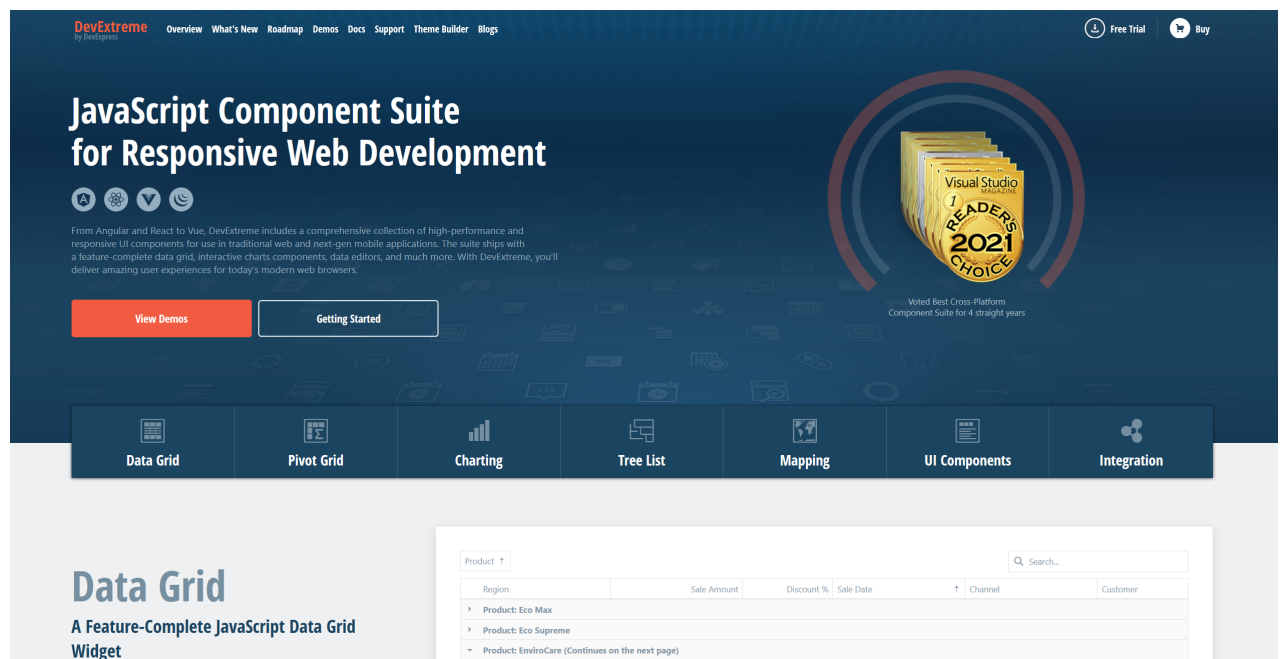 DevExtreme
by DevExpress
Overview What's New Roadmap Demos Docs Support Theme Builder Blogs
Free Trial
Buy
JavaScript Component Suite
for Responsive Web Development
From Angular and React to Vue, DevExtreme includes a comprehensive collection of high-performance and
responsive UI components for use in traditional web and next-gen mobile applications. The suite ships with
a feature-complete data grid, interactive charts components, data editors, and much more. With DevExtreme, you'll
deliver amazing user experiences for today's modern web browsers.
View Demos
Getting Started
Visual Studio
MAGAZINE
1
READER'S
2021
CHOICE
Voted Best Cross-Platform
Component Suite for 4 straight years
Data Grid
Pivot Grid
Charting
Tree List
Mapping
UI Components
Integration
Data Grid
A Feature-Complete JavaScript Data Grid
Widget
Product ↑
Search...
Region Sale Amount Discount % Sale Date ↑ Channel Customer
Product: Eco Max
Product: Eco Supreme
Product: EnviroCare (Continues on the next page)